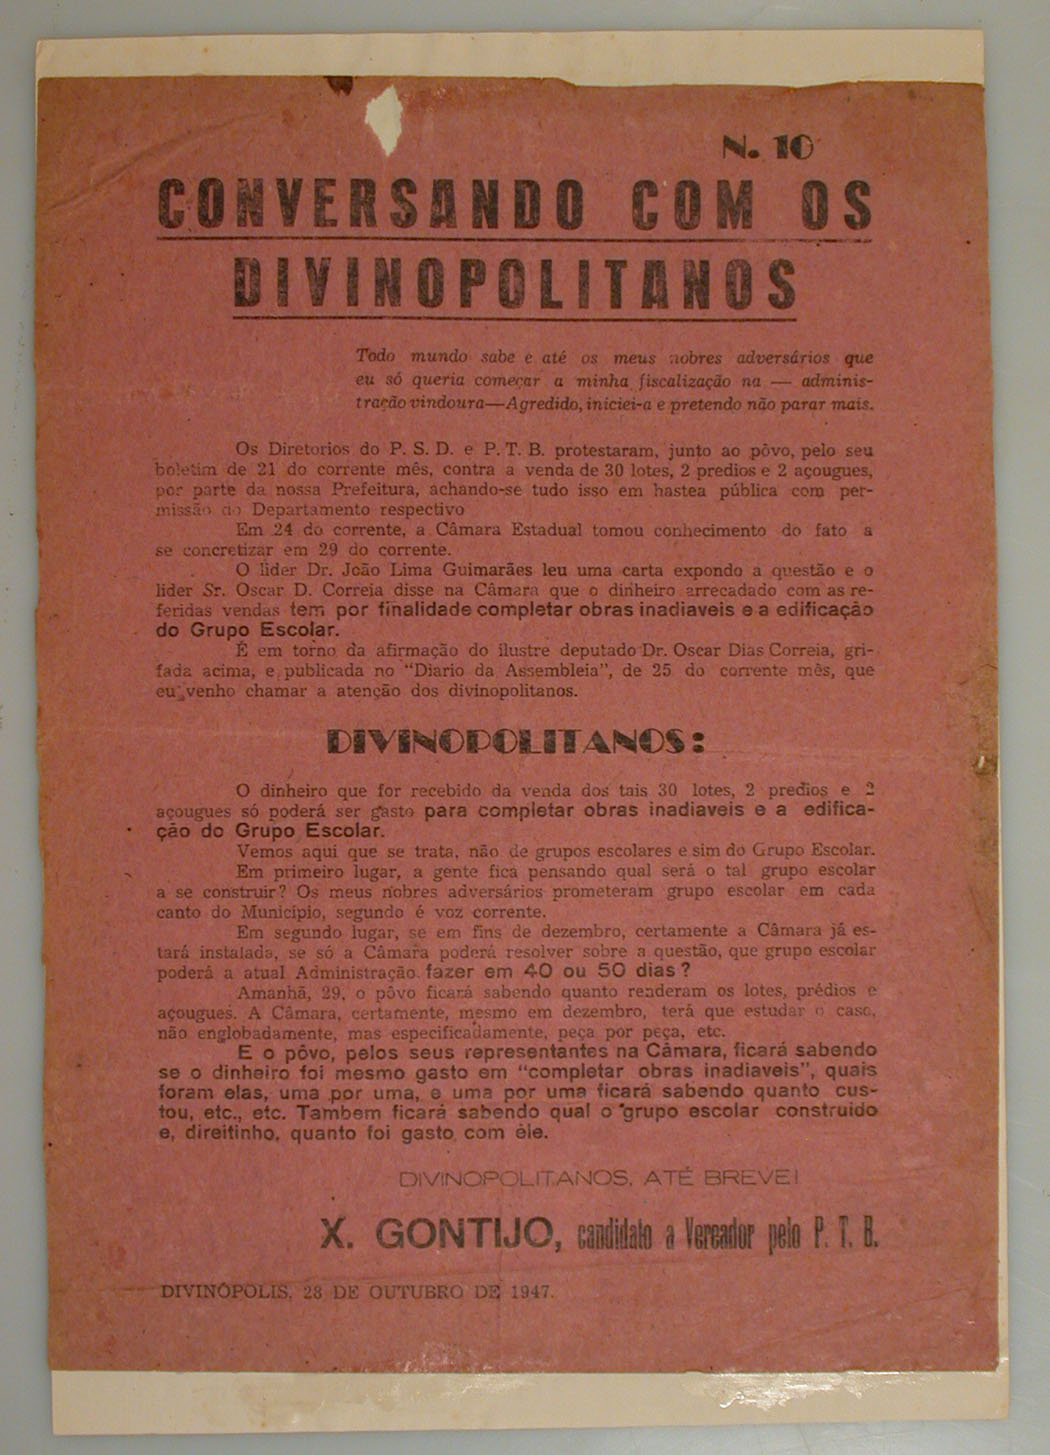 N. 10
CONVERSANDO COM OS
DIVINOPOLITANOS
Todo mundo sabe e até os meus nobres adversários que
eu só queria começar a minha fiscalização na — adminis-
tração vindoura—Agredido, iniciei-a e pretendo não parar mais.
Os Diretorios do P. S. D. e P. T. B. protestaram, junto ao pôvo, pelo seu
boletim de 21 do corrente mês, contra a venda de 30 lotes, 2 predios e 2 açougues,
por parte da nossa Prefeitura, achando-se tudo isso em hastea pública com per-
missão do Departamento respectivo
Em 24 do corrente, a Câmara Estadual tomou conhecimento do fato a
se concretizar em 29 do corrente.
O lider Dr. João Lima Guimarães leu uma carta expondo a questão e o
lider Sr. Oscar D. Correia disse na Câmara que o dinheiro arrecadado com as re-
feridas vendas tem por finalidade completar obras inadiaveis e a edificação
do Grupo Escolar.
É em torno da afirmação do ilustre deputado Dr. Oscar Dias Correia, gri-
fada acima, e publicada no "Diario da Assembleia", de 25 do corrente mês, que
eu venho chamar a atenção dos divinopolitanos.
DIVINOPOLITANOS:
O dinheiro que for recebido da venda dos tais 30 lotes, 2 predios e 2
açougues só poderá ser gasto para completar obras inadiaveis e a edifica-
ção do Grupo Escolar.
Vemos aqui que se trata, não de grupos escolares e sim do Grupo Escolar.
Em primeiro lugar, a gente fica pensando qual será o tal grupo escolar
a se construir? Os meus nobres adversários prometeram grupo escolar em cada
canto do Município, segundo é voz corrente.
Em segundo lugar, se em fins de dezembro, certamente a Câmara já es-
tará instalada, se só a Câmara poderá resolver sobre a questão, que grupo escolar
poderá a atual Administração fazer em 40 ou 50 dias?
Amanhã, 29, o pôvo ficará sabendo quanto renderam os lotes, prédios e
açougues. A Câmara, certamente, mesmo em dezembro, terá que estudar o caso,
não englobadamente, mas especificadamente, peça por peça, etc.
E o pôvo, pelos seus representantes na Câmara, ficará sabendo
se o dinheiro foi mesmo gasto em "completar obras inadiaveis", quais
foram elas, uma por uma, e uma por uma ficará sabendo quanto cus-
tou, etc., etc. Tambem ficará sabendo qual o grupo escolar construido
e, direitinho, quanto foi gasto com êle.
DIVINOPOLITANOS, ATÉ BREVE!
X. GONTIJO, candidato a Vereador pelo P. T. B.
DIVINÓPOLIS, 28 DE OUTUBRO DE 1947.